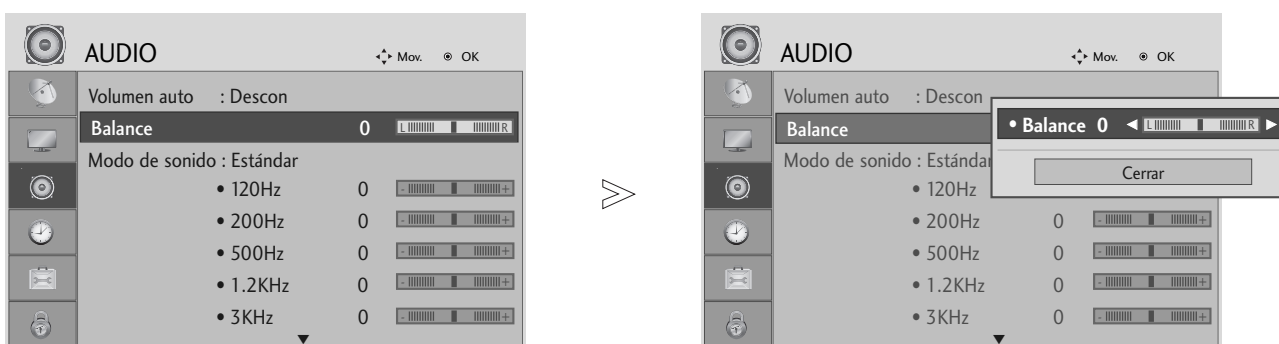 AUDIO Mov. OK
Volumen auto : Descon
Balance 0 L R
Modo de sonido : Estándar
• 120Hz 0 - +
• 200Hz 0 - +
• 500Hz 0 - +
• 1.2KHz 0 - +
• 3KHz 0 - +
AUDIO Mov. OK
Volumen auto : Descon
Balance
• Balance 0 L R
Modo de sonido : Estándar
Cerrar
• 120Hz
• 200Hz 0 - +
• 500Hz 0 - +
• 1.2KHz 0 - +
• 3KHz 0 - +